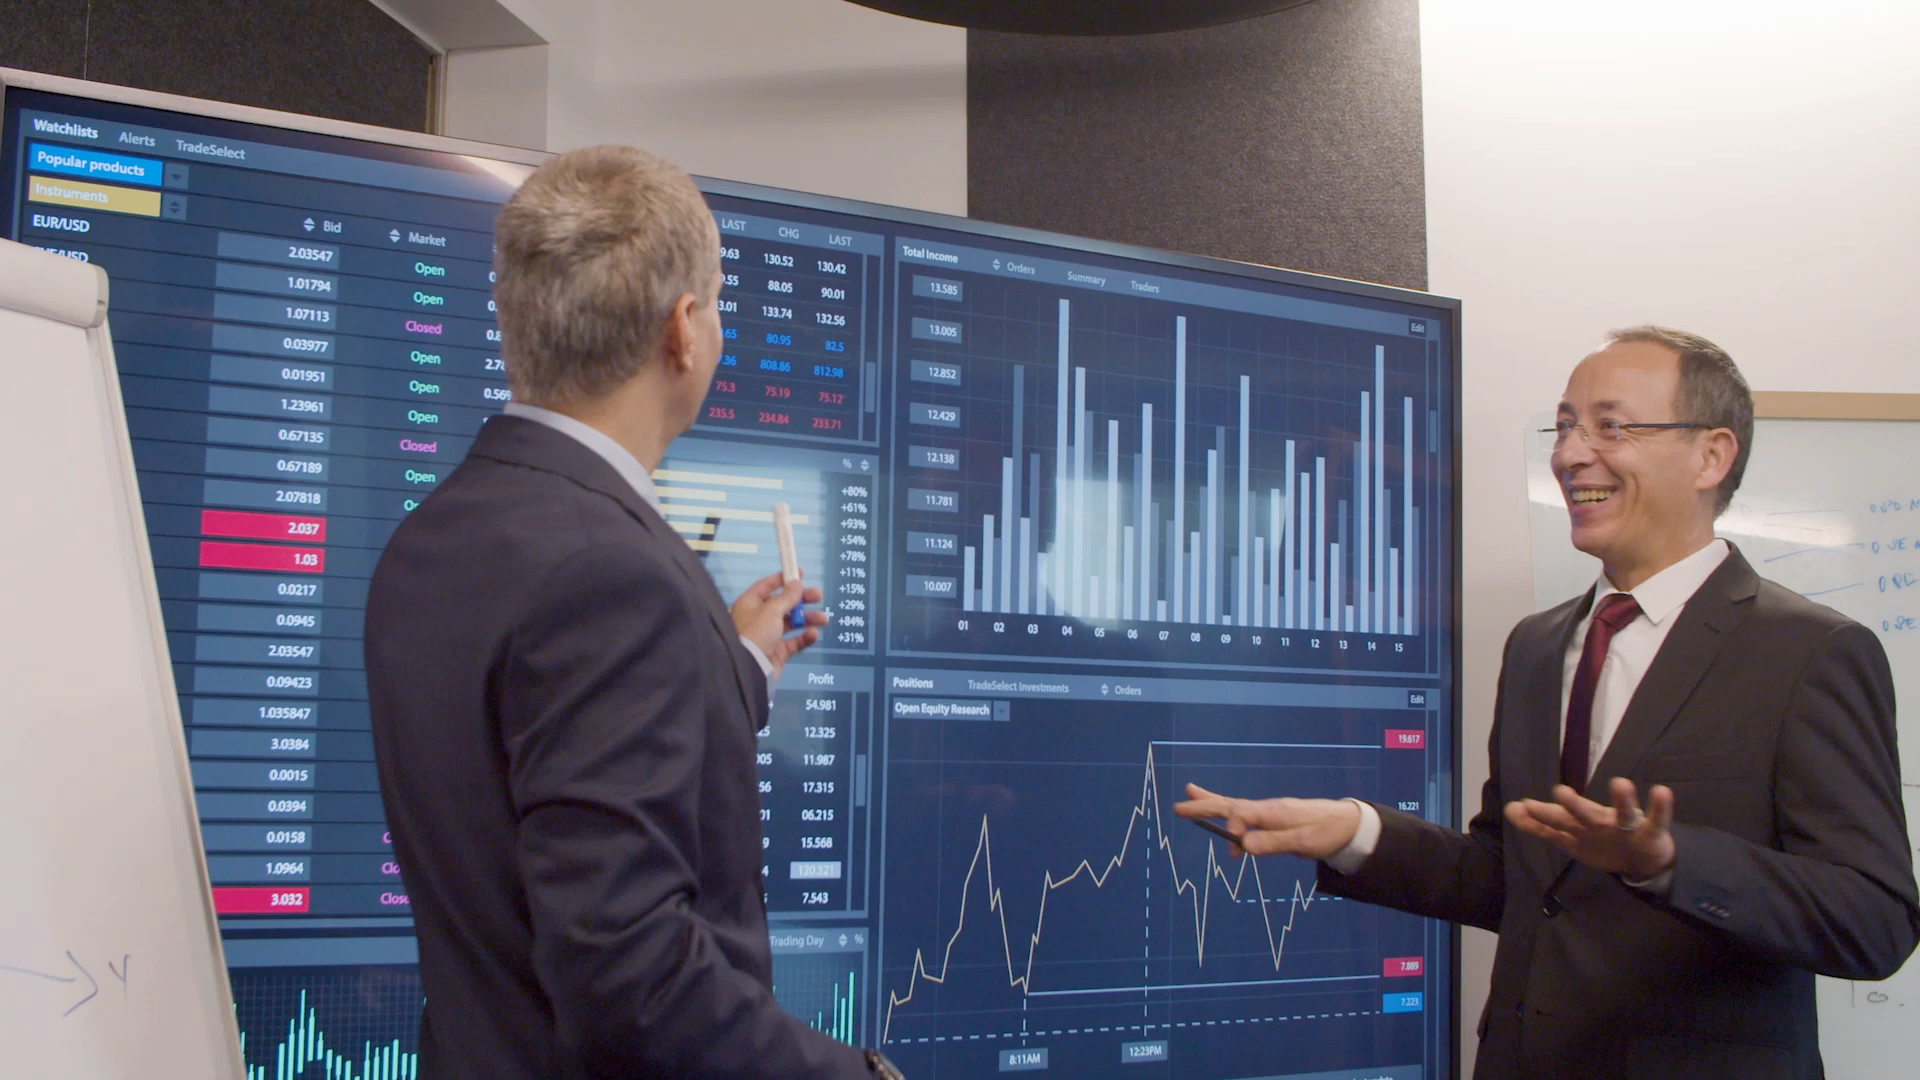 Watchlists Alerts TradeSelect
Popular products
Instruments
EUR/USD
Bid Market
2.03547 Open
1.01794 Open
1.07113 Closed
0.03977 Open
0.01951 Open
1.23961 Open
0.67135 Closed
0.67189 Open
2.07818
2.037
1.03
0.0217
0.0945
2.03547
0.09423
1.035847
3.0384
0.0015
0.0394
0.0158
1.0964
3.032
LAST CHG LAST
130.52 130.42
88.05 90.01
133.74 132.56
80.95 82.5
808.86 812.98
75.3 75.19 75.12
235.5 234.84 233.71
%
+80%
+61%
+93%
+54%
+78%
+11%
+15%
+29%
+84%
+31%
Profit
54.981
12.325
11.987
17.315
06.215
15.568
120.321
7.543
Trading Day %
Total Income Orders Summary Traders
Edit
13.585
13.005
12.852
12.429
12.138
11.781
11.124
10.007
01 02 03 04 05 06 07 08 09 10 11 12 13 14 15
Positions TradeSelect Investments Orders
Edit
Open Equity Research
19.617
16.221
7.889
7.223
8:11AM 12:23PM